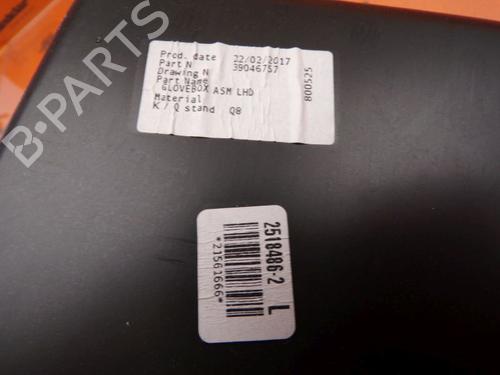 Prod. date 22/02/2017
Part N 39046757
Drawing N
Part Name
GLOVEBOX ASM LHD
Material
K / Q stand Q8
800525
2518486-2
L
*21561666*
B-PARTS